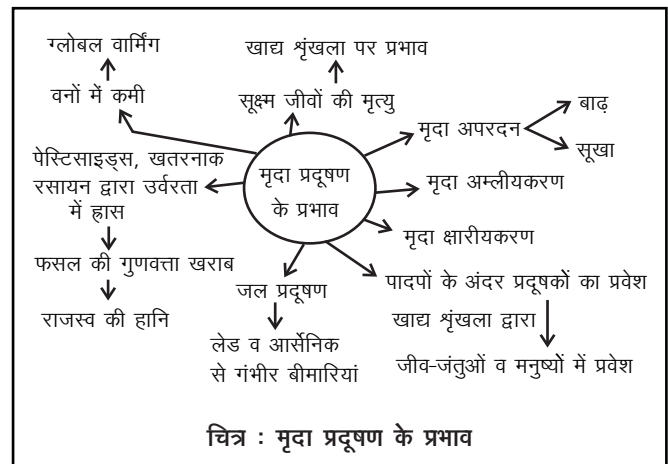 ग्लोबल वार्मिंग
वनों में कमी
खाद्य शृंखला पर प्रभाव
सूक्ष्म जीवों की मृत्यु
मृदा अपरदन
बाढ़
सूखा
पेस्टिसाइड्स, खतरनाक
रसायन द्वारा उर्वरता
में ह्रास
मृदा प्रदूषण
के प्रभाव
मृदा अम्लीयकरण
मृदा क्षारीयकरण
फसल की गुणवत्ता खराब
राजस्व की हानि
जल प्रदूषण
लेड व आर्सेनिक
से गंभीर बीमारियां
पादपों के अंदर प्रदूषकों का प्रवेश
खाद्य शृंखला द्वारा
जीव-जंतुओं व मनुष्यों में प्रवेश
चित्र : मृदा प्रदूषण के प्रभाव